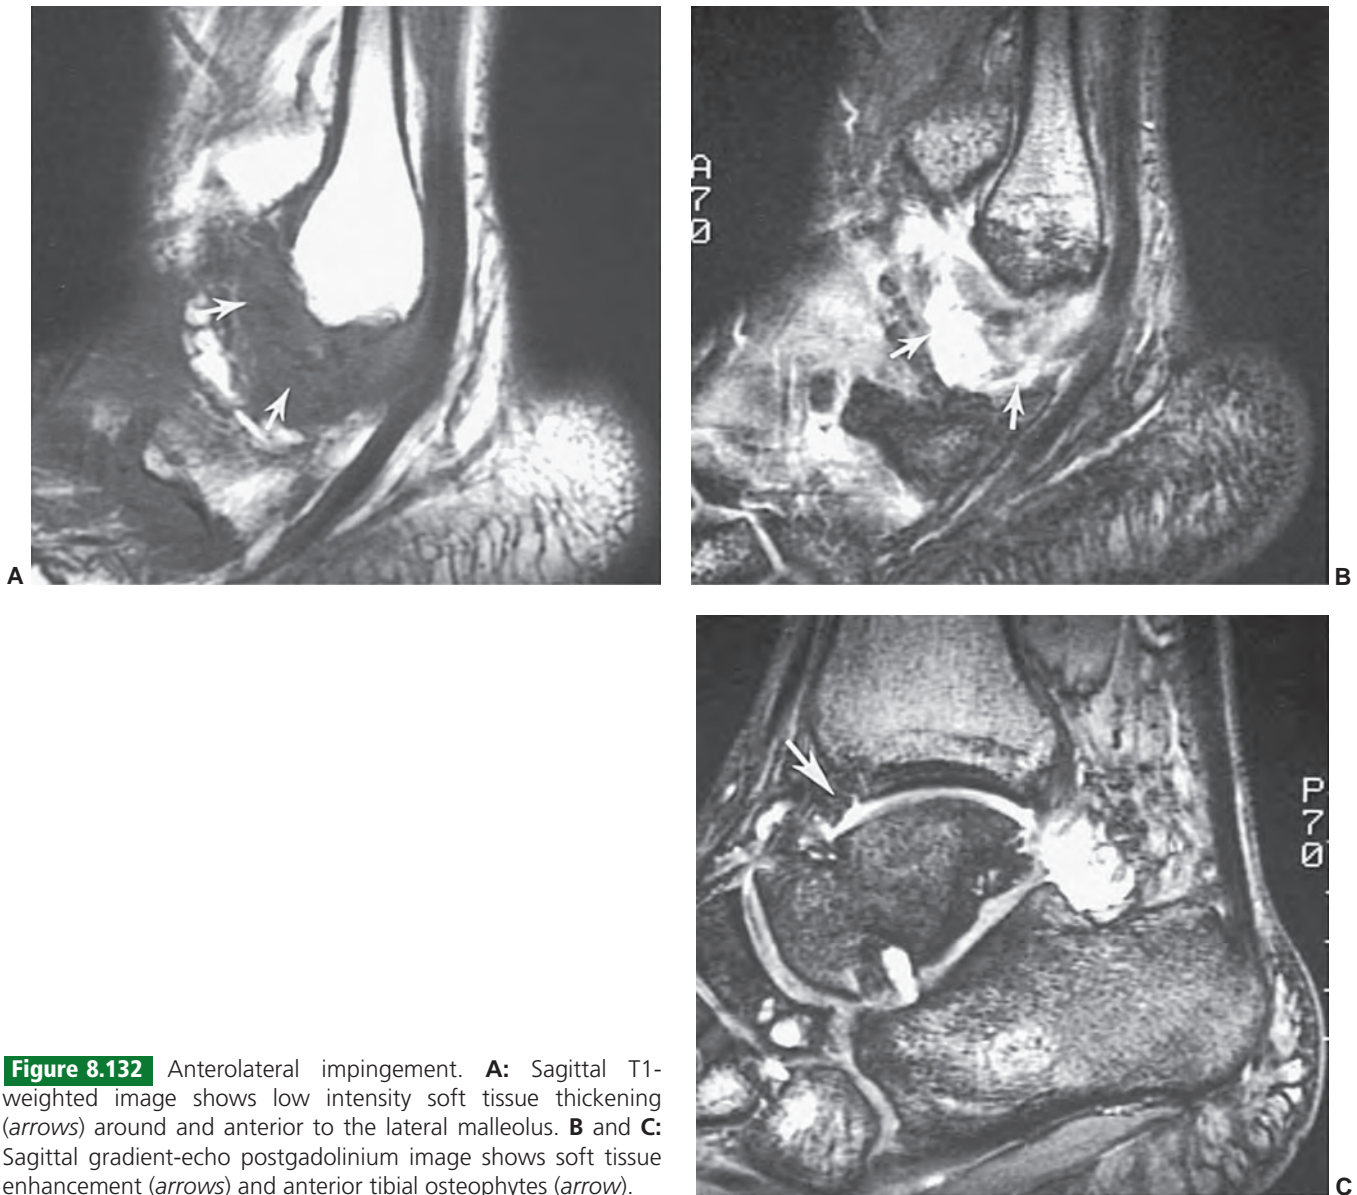 A
A
7
0
B
P
7
0
C
Figure 8.132 Anterolateral impingement. A: Sagittal T1-
weighted image shows low intensity soft tissue thickening
(arrows) around and anterior to the lateral malleolus. B and C:
Sagittal gradient-echo postgadolinium image shows soft tissue
enhancement (arrows) and anterior tibial osteophytes (arrow).